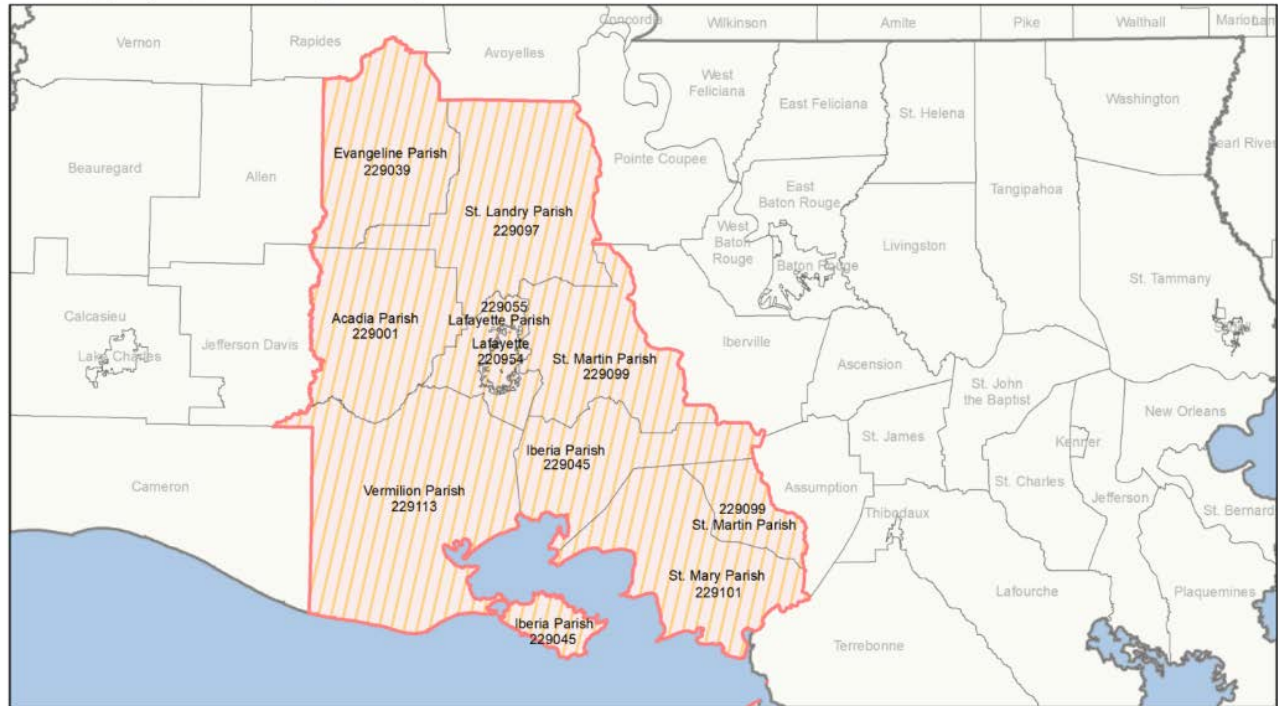 Concordia
Wilkinson
Amite
Pike
Walthall
Marion
Vernon
Rapides
Avoyelles
West
Feliciana
East Feliciana
St. Helena
Washington
Pearl River
Evangeline Parish
229039
Pointe Coupee
Beauregard
Allen
East
Baton Rouge
Tangipahoa
St. Landry Parish
229097
West
Baton
Rouge
Baton Rouge
Livingston
St. Tammany
229055
Lafayette Parish
Lafayette
220954
Acadia Parish
229001
Calcasieu
Lake Charles
Jefferson Davis
St. Martin Parish
229099
Iberville
Ascension
St. John
the Baptist
New Orleans
St. James
Kenner
Iberia Parish
229045
Cameron
Vermilion Parish
229113
Assumption
St. Charles
Jefferson
St. Bernard
229099
St. Martin Parish
Thibodaux
St. Mary Parish
229101
Lafourche
Plaquemines
Iberia Parish
229045
Terrebonne